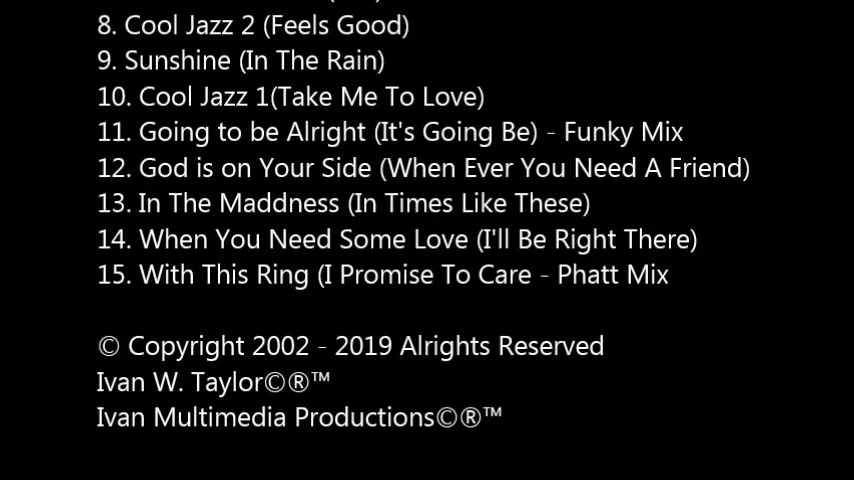 8. Cool Jazz 2 (Feels Good)
9. Sunshine (In The Rain)
10. Cool Jazz 1(Take Me To Love)
11. Going to be Alright (It's Going Be) - Funky Mix
12. God is on Your Side (When Ever You Need A Friend)
13. In The Maddness (In Times Like These)
14. When You Need Some Love (I'll Be Right There)
15. With This Ring (I Promise To Care - Phatt Mix
© Copyright 2002 - 2019 Alrights Reserved
Ivan W. Taylor©®™
Ivan Multimedia Productions©®™